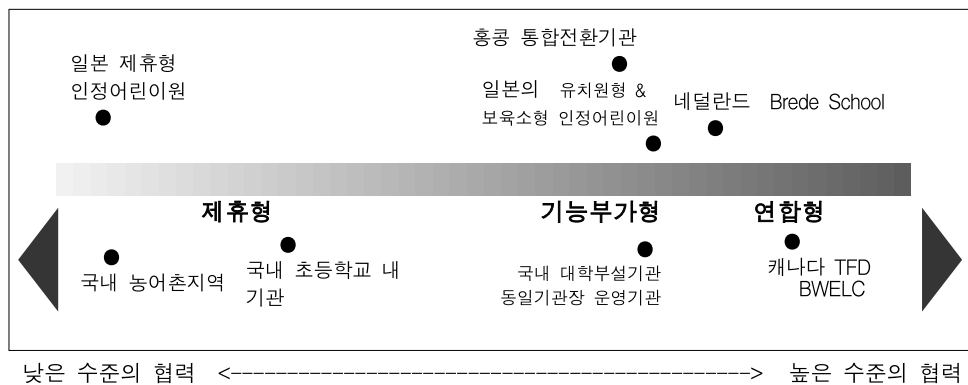 홍콩 통합전환기관
일본 제휴형
인정어린이원
일본의 유치원형 &
보육소형 인정어린이원
네덜란드 Brede School
제휴형
기능부가형
연합형
국내 농어촌지역
국내 초등학교 내
기관
국내 대학부설기관
동일기관장 운영기관
캐나다 TFD
BWELC
낮은 수준의 협력 <--------------------------------------------------> 높은 수준의 협력